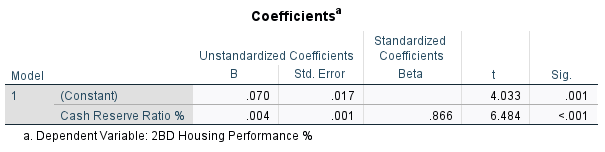 Coefficientsa
Unstandardized Coefficients Standardized Coefficients
Model B Std. Error Beta t Sig.
1 (Constant) .070 .017 4.033 .001
Cash Reserve Ratio % .004 .001 .866 6.484 <.001
a. Dependent Variable: 2BD Housing Performance %